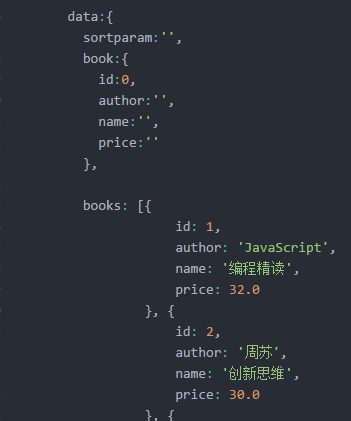 data:{
sortparam:'',
book:{
id:0,
author:'',
name:'',
price:''
},
books: [{
id: 1,
author: 'JavaScript',
name: '编程精读',
price: 32.0
}, {
id: 2,
author: '周苏',
name: '创新思维',
price: 30.0
}, {